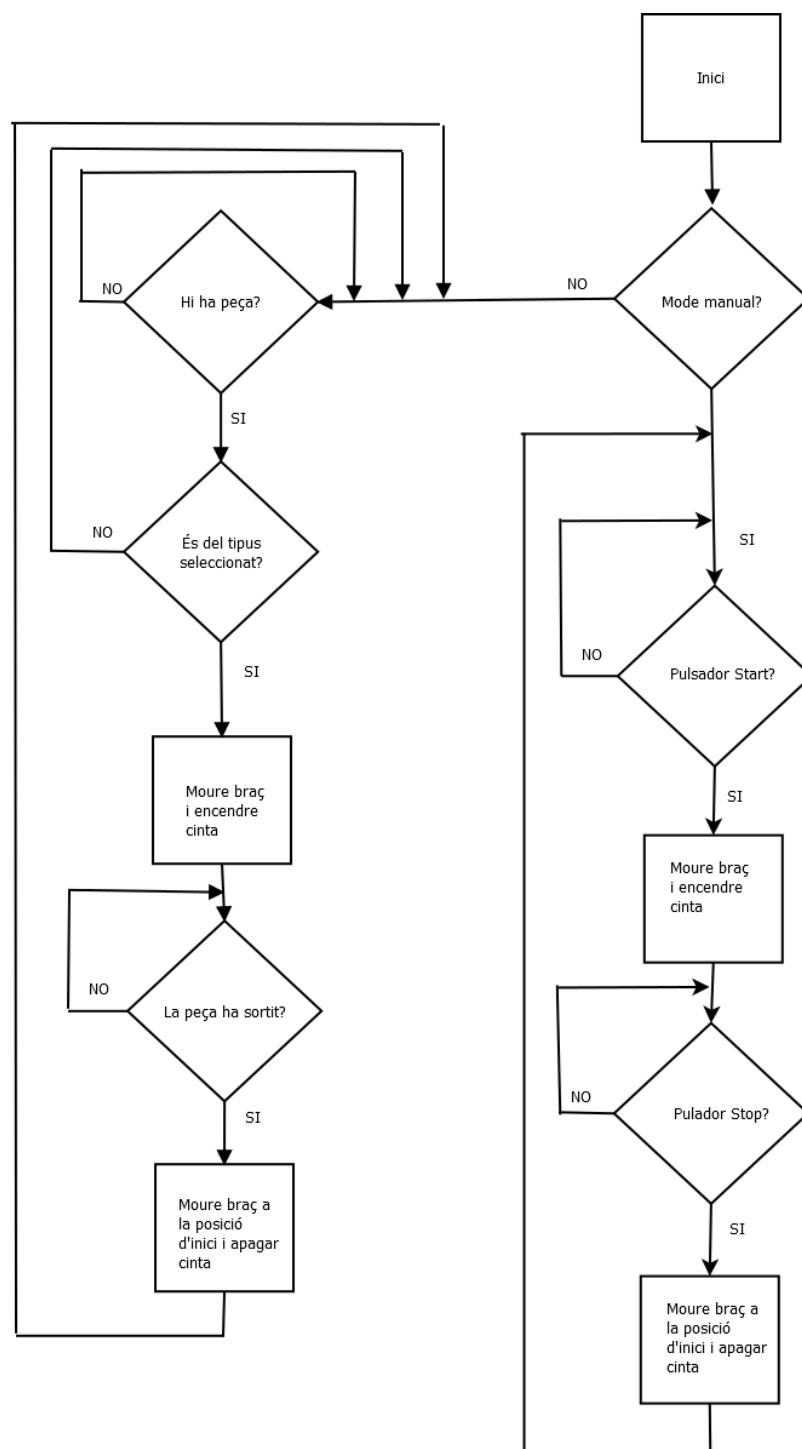 Inici
Mode manual?
NO
Hi ha peça?
NO
SI
És del tipus
seleccionat?
NO
SI
Moure braç
i encendre
cinta
La peça ha sortit?
NO
SI
Moure braç a
la posició
d'inici i apagar
cinta
SI
Pulsador Start?
NO
SI
Moure braç
i encendre
cinta
Pulador Stop?
NO
SI
Moure braç a
la posició
d'inici i apagar
cinta